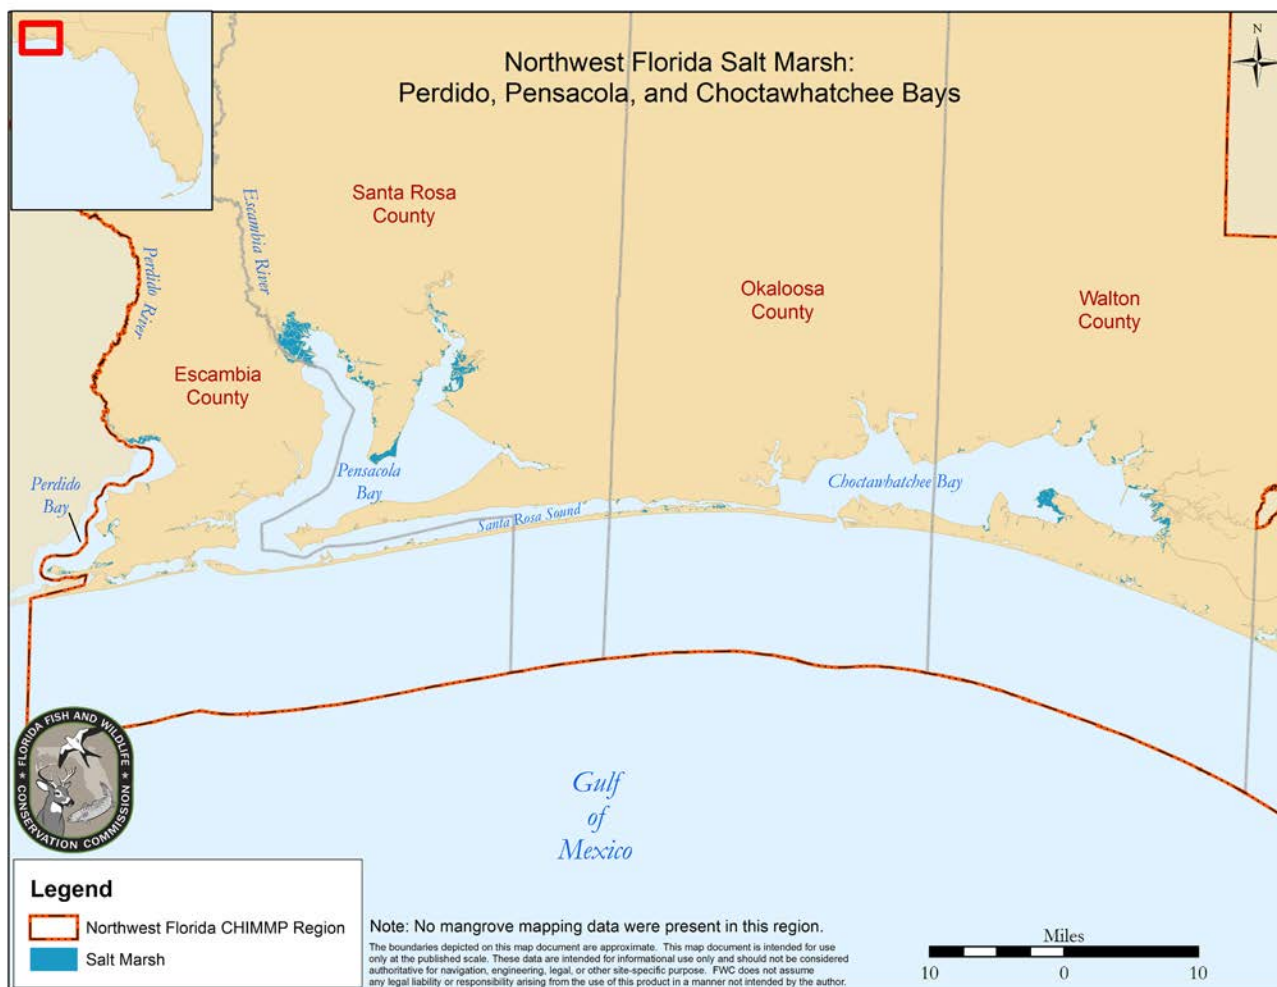 Northwest Florida Salt Marsh:
Perdido, Pensacola, and Choctawhatchee Bays
N
Santa Rosa
County
Escambia River
Perdido River
Okaloosa
County
Walton
County
Escambia
County
Pensacola
Bay
Perdido
Bay
Choctawhatchee Bay
Santa Rosa Sound
Gulf
of
Mexico
FLORIDA FISH AND WILDLIFE
CONSERVATION COMMISSION
Legend
Northwest Florida CHIMMP Region
Salt Marsh
Note: No mangrove mapping data were present in this region.
The boundaries depicted on this map document are approximate. This map document is intended for use
only at the published scale. These data are intended for informational use only and should not be considered
authoritative for navigation, engineering, legal, or other site-specific purpose. FWC does not assume
any legal liability or responsibility arising from the use of this product in a manner not intended by the author.
Miles
10 0 10